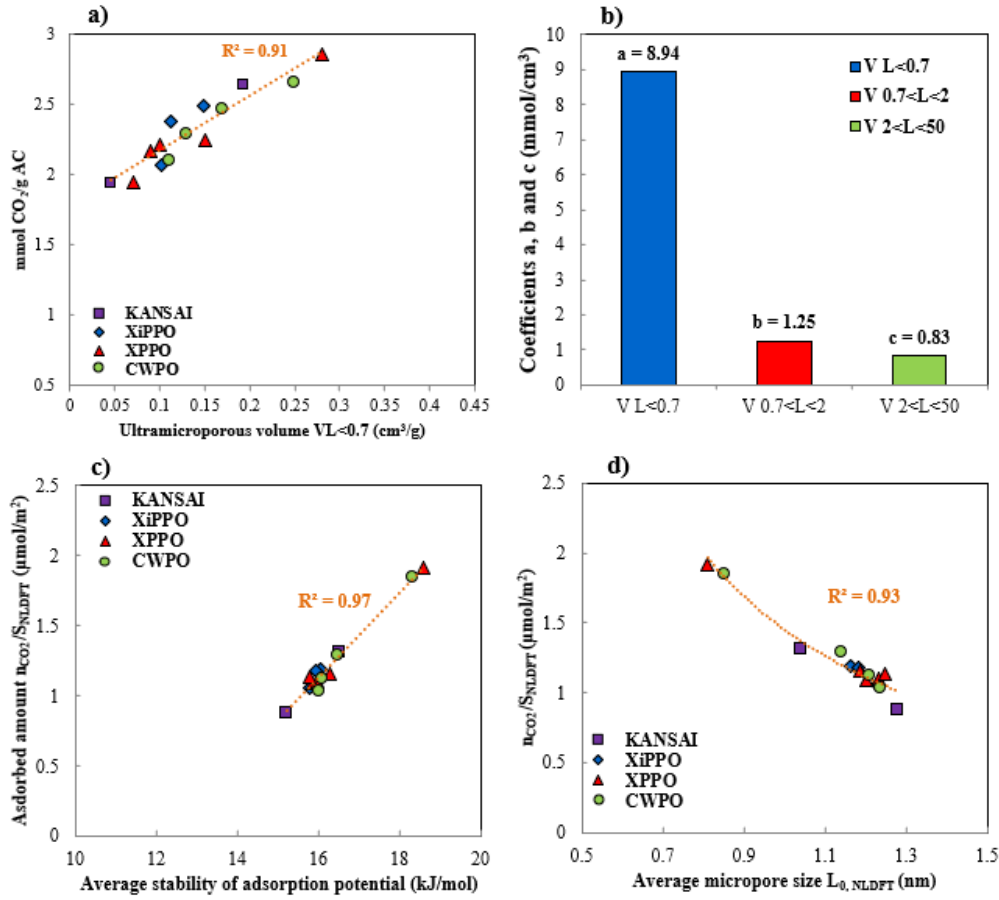 a)
R² = 0.91
mmol CO₂/g AC
3
2.5
2
1.5
1
0.5
KANSAI
XiPPO
XPPO
CWPO
0 0.05 0.1 0.15 0.2 0.25 0.3 0.35 0.4 0.45
Ultramicroporous volume VL<0.7 (cm³/g)
b)
Coefficients a, b and c (mmol/cm³)
10
9
8
7
6
5
4
3
2
1
0
a = 8.94
b = 1.25
c = 0.83
V L<0.7
V 0.7<L<2
V 2<L<50
V L<0.7 V 0.7<L<2 V 2<L<50
c)
Asdorbed amount nCO2/SNLDFT (µmol/m²)
2.5
2
1.5
1
0.5
0
KANSAI
XiPPO
XPPO
CWPO
R² = 0.97
10 12 14 16 18 20
Average stability of adsorption potential (kJ/mol)
d)
nCO2/SNLDFT (µmol/m²)
2.5
2
1.5
1
0.5
0
R² = 0.93
KANSAI
XiPPO
XPPO
CWPO
0.5 0.7 0.9 1.1 1.3 1.5
Average micropore size L0, NLDFT (nm)